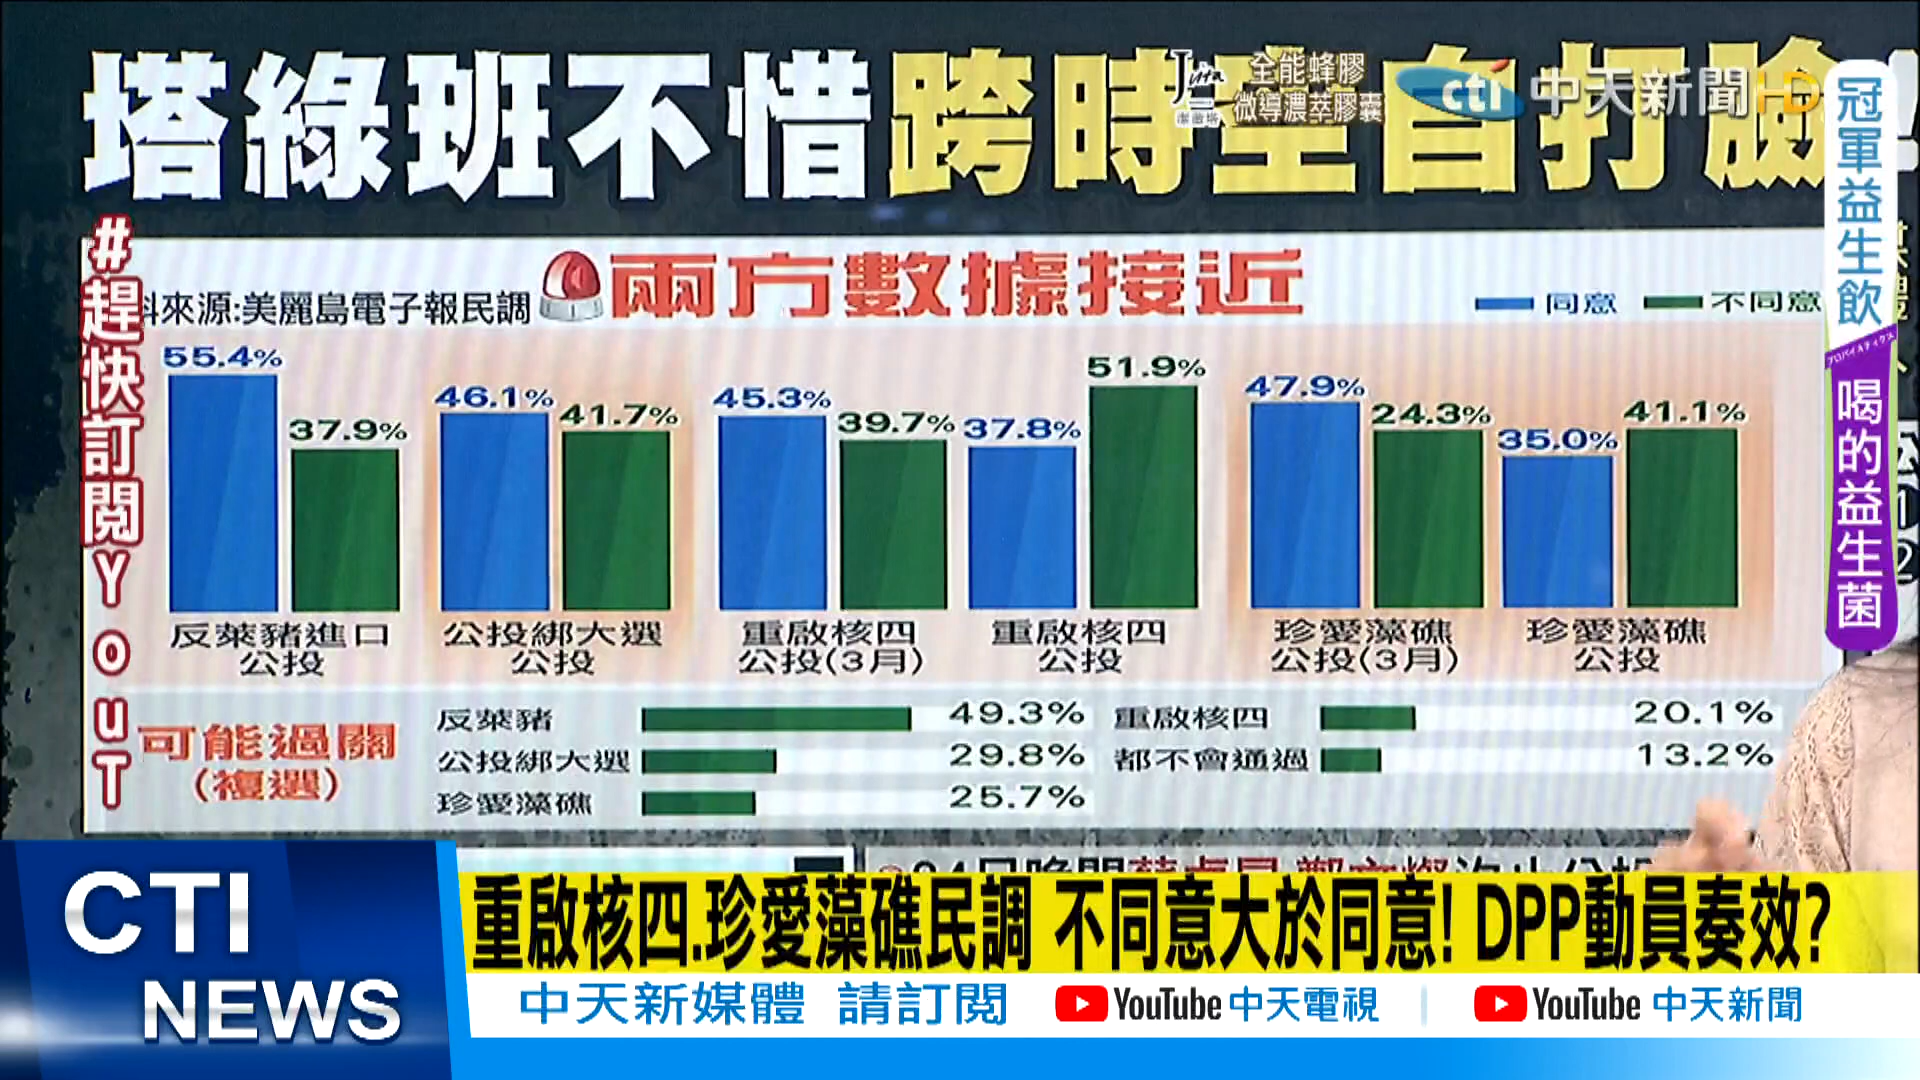 塔綠班不惜跨時空自打臉!
全能蜂膠
微導濃萃膠囊
cti 中天新聞HD
冠軍益生飲
プロバイオティクス
喝的益生菌
#趕快訂閱YouT
料來源:美麗島電子報民調
兩方數據接近
同意 不同意
55.4% 37.9% 46.1% 41.7% 45.3% 39.7% 37.8% 51.9% 47.9% 24.3% 35.0% 41.1%
反萊豬進口 公投綁大選 重啟核四 重啟核四 珍愛藻礁 珍愛藻礁
公投 公投 公投(3月) 公投 公投(3月) 公投
可能過關
(複選)
反萊豬 49.3% 重啟核四 20.1%
公投綁大選 29.8% 都不會通過 13.2%
珍愛藻礁 25.7%
CTI
NEWS
重啟核四.珍愛藻礁民調 不同意大於同意! DPP動員奏效?
中天新媒體 請訂閱 YouTube 中天電視 | YouTube 中天新聞